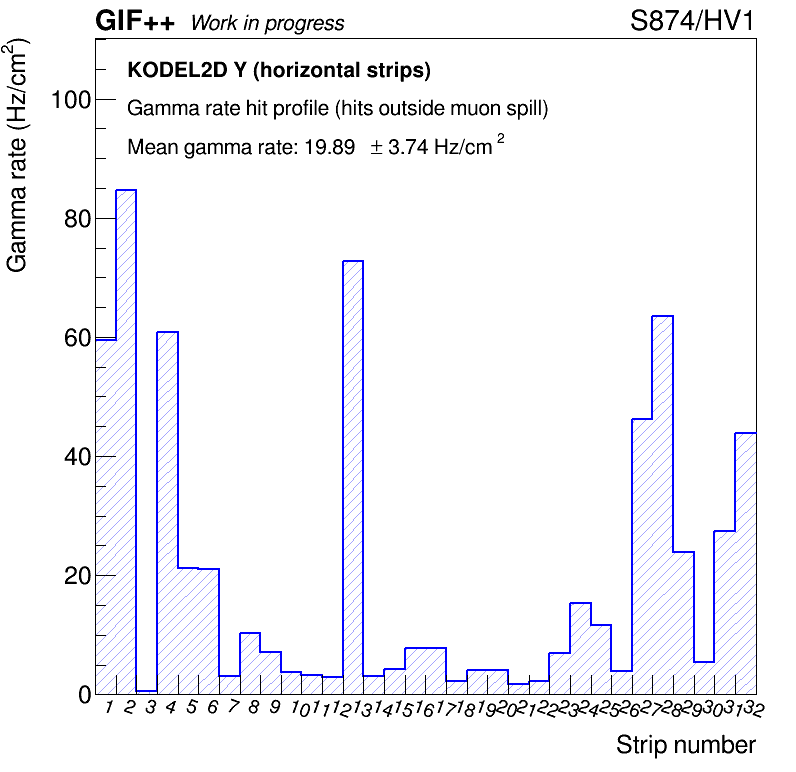 GIF++ Work in progress S874/HV1
Gamma rate (Hz/cm2)
KODEL2D Y (horizontal strips)
Gamma rate hit profile (hits outside muon spill)
Mean gamma rate: 19.89 ± 3.74 Hz/cm 2
100
80
60
40
20
0
1 2 3 4 5 6 7 8 9 10 11 12 13 14 15 16 17 18 19 20 21 22 23 24 25 26 27 28 29 30 31 32
Strip number